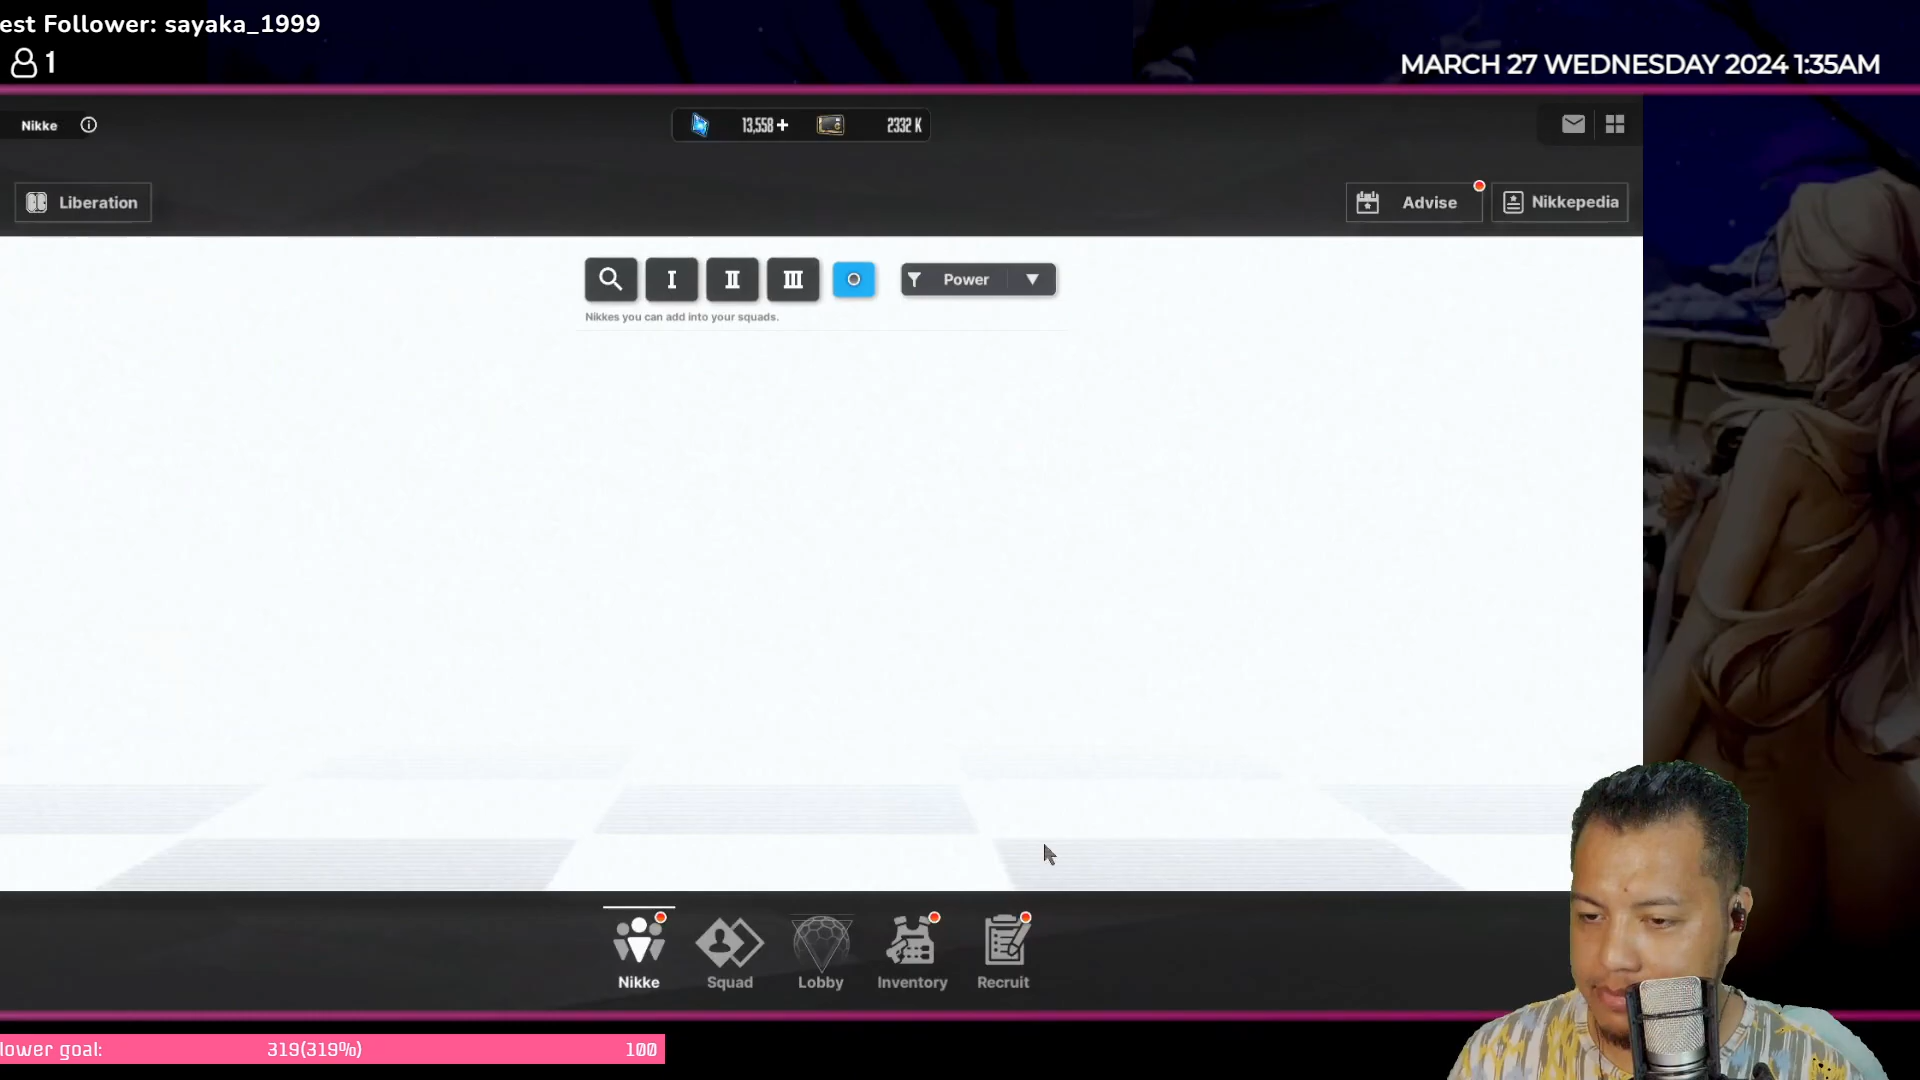 est Follower: sayaka_1999
1
MARCH 27 WEDNESDAY 2024 1:35AM
Nikke
13,558+
2332 K
Liberation
Advise
Nikkepedia
I
II
III
Power
Nikkes you can add into your squads.
Nikke
Squad
Lobby
Inventory
Recruit
lower goal:
319(319%)
100